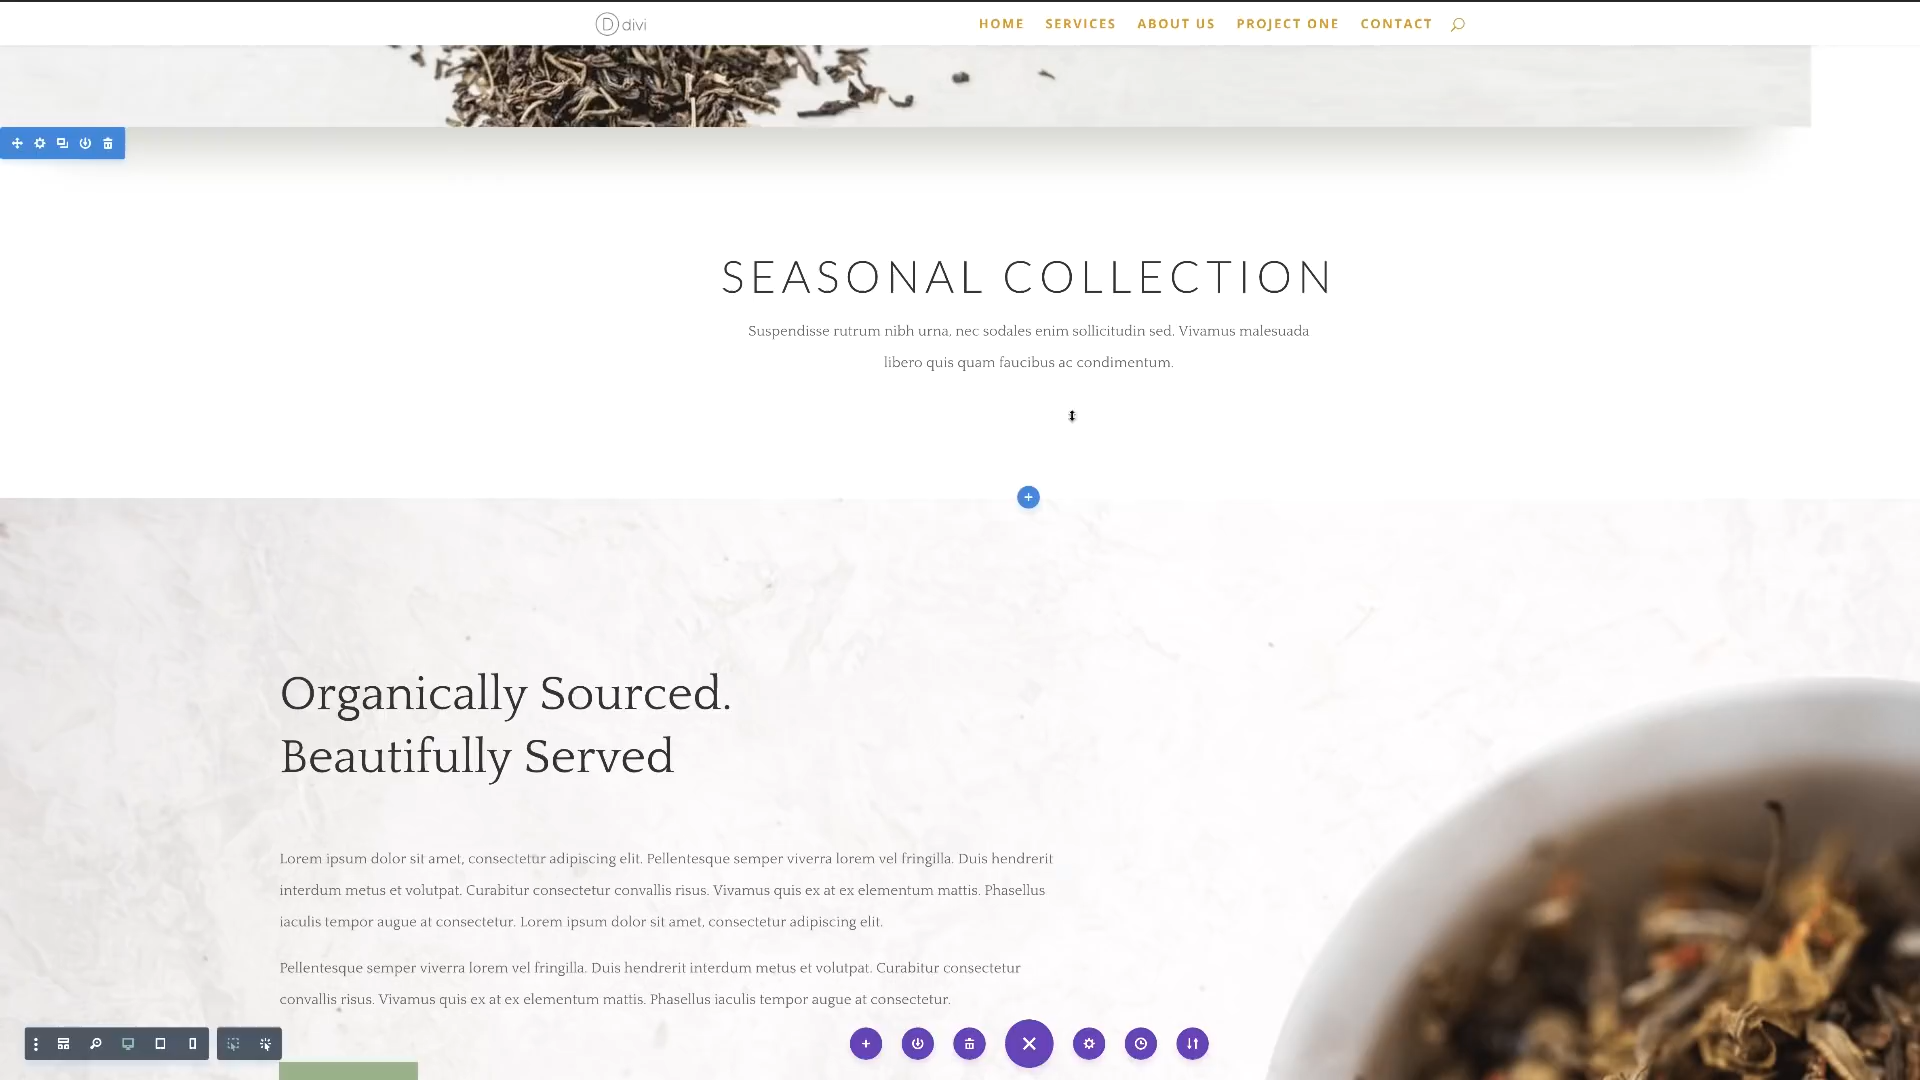 D divi
HOME SERVICES ABOUT US PROJECT ONE CONTACT
SEASONAL COLLECTION
Suspendisse rutrum nibh urna, nec sodales enim sollicitudin sed. Vivamus malesuada
libero quis quam faucibus ac condimentum.
Organically Sourced.
Beautifully Served
Lorem ipsum dolor sit amet, consectetur adipiscing elit. Pellentesque semper viverra lorem vel fringilla. Duis hendrerit
interdum metus et volutpat. Curabitur consectetur convallis risus. Vivamus quis ex at ex elementum mattis. Phasellus
iaculis tempor augue at consectetur. Lorem ipsum dolor sit amet, consectetur adipiscing elit.
Pellentesque semper viverra lorem vel fringilla. Duis hendrerit interdum metus et volutpat. Curabitur consectetur
convallis risus. Vivamus quis ex at ex elementum mattis. Phasellus iaculis tempor augue at consectetur.